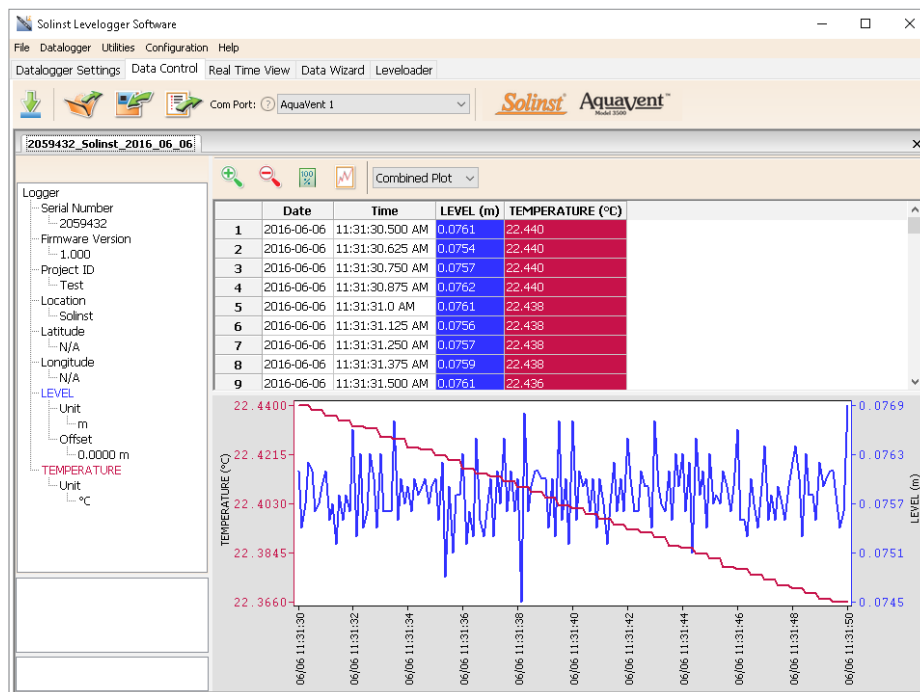 Solinst Levelogger Software
File Datalogger Utilities Configuration Help
Datalogger Settings Data Control Real Time View Data Wizard Leveloader
Com Port: ? AquaVent 1
Solinst® Aquavent™
Model 3500
2059432_Solinst_2016_06_06
100 %
Combined Plot
Logger
Serial Number
2059432
Firmware Version
1.000
Project ID
Test
Location
Solinst
Latitude
N/A
Longitude
N/A
LEVEL
Unit
m
Offset
0.0000 m
TEMPERATURE
Unit
°C
Date Time LEVEL (m) TEMPERATURE (°C)
1 2016-06-06 11:31:30.500 AM 0.0761 22.440
2 2016-06-06 11:31:30.625 AM 0.0754 22.440
3 2016-06-06 11:31:30.750 AM 0.0757 22.440
4 2016-06-06 11:31:30.875 AM 0.0762 22.440
5 2016-06-06 11:31:31.0 AM 0.0761 22.438
6 2016-06-06 11:31:31.125 AM 0.0756 22.438
7 2016-06-06 11:31:31.250 AM 0.0757 22.438
8 2016-06-06 11:31:31.375 AM 0.0759 22.438
9 2016-06-06 11:31:31.500 AM 0.0761 22.436
TEMPERATURE (°C)
22.4400
22.4215
22.4030
22.3845
22.3660
0.0769
0.0763
0.0757
0.0751
0.0745
LEVEL (m)
06/06 11:31:30
06/06 11:31:32
06/06 11:31:34
06/06 11:31:36
06/06 11:31:38
06/06 11:31:40
06/06 11:31:42
06/06 11:31:44
06/06 11:31:46
06/06 11:31:48
06/06 11:31:50